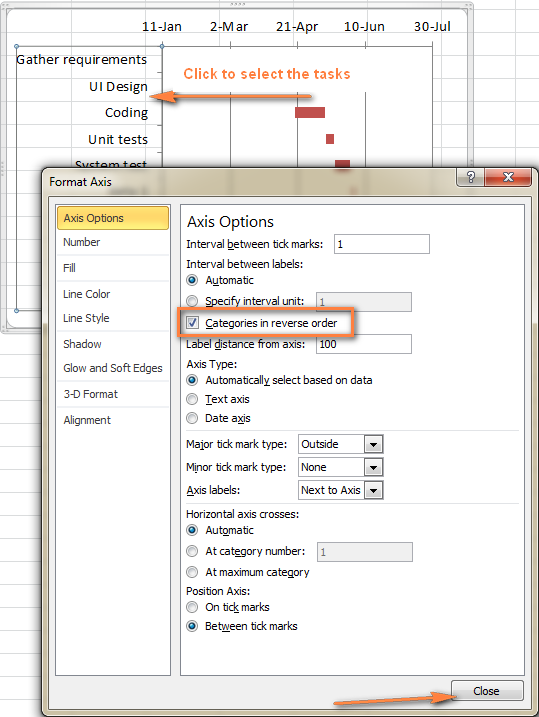 11-Jan 2-Mar 21-Apr 10-Jun 30-Jul
Gather requirements
Click to select the tasks
UI Design
Coding
Unit tests
System test
Format Axis
?
Axis Options
Number
Fill
Line Color
Line Style
Shadow
Glow and Soft Edges
3-D Format
Alignment
Axis Options
Interval between tick marks: 1
Interval between labels:
Automatic
Specify interval unit: 1
Categories in reverse order
Label distance from axis: 100
Axis Type:
Automatically select based on data
Text axis
Date axis
Major tick mark type: Outside
Minor tick mark type: None
Axis labels: Next to Axis
Horizontal axis crosses:
Automatic
At category number: 1
At maximum category
Position Axis:
On tick marks
Between tick marks
Close